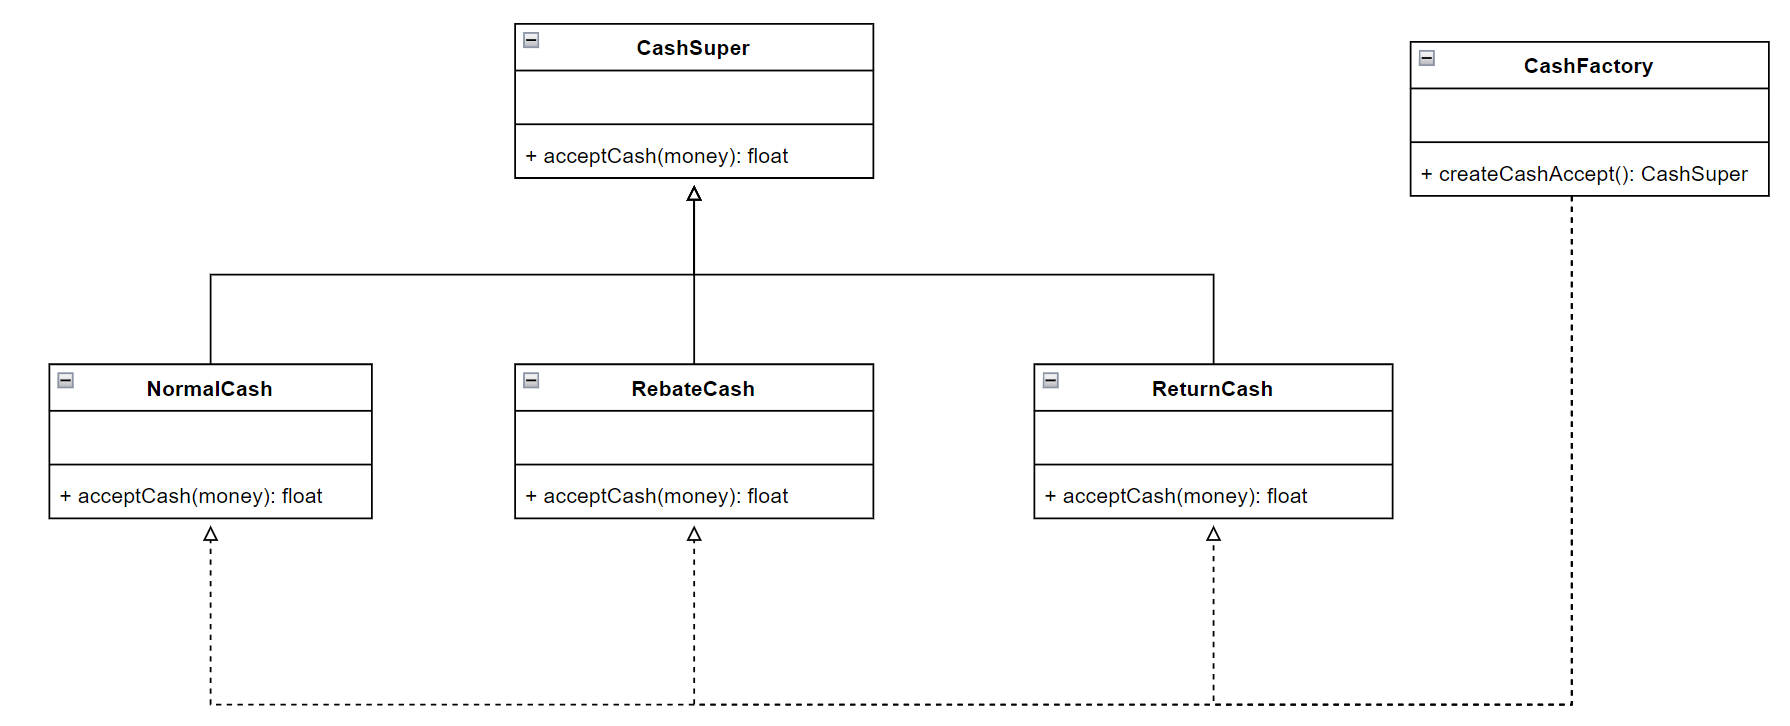 CashSuper
+ acceptCash(money): float
CashFactory
+ createCashAccept(): CashSuper
NormalCash
+ acceptCash(money): float
RebateCash
+ acceptCash(money): float
ReturnCash
+ acceptCash(money): float